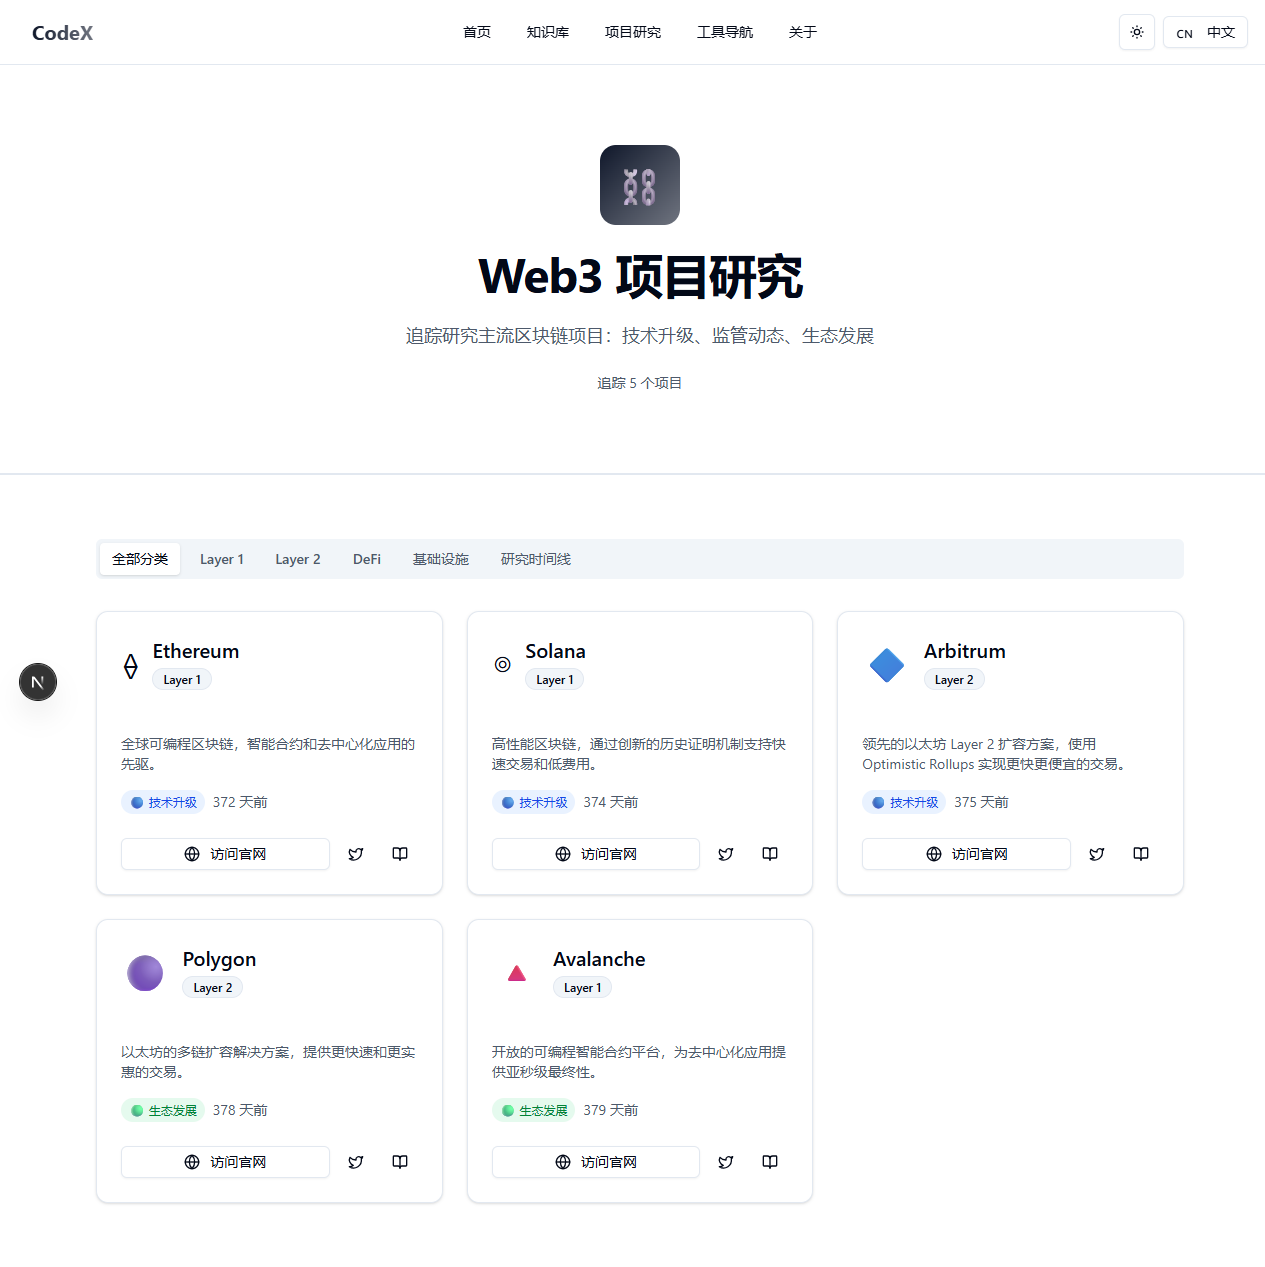 CodeX
首页
知识库
项目研究
工具导航
关于
CN 中文
Web3 项目研究
追踪研究主流区块链项目：技术升级、监管动态、生态发展
追踪 5 个项目
全部分类
Layer 1
Layer 2
DeFi
基础设施
研究时间线
Ethereum
Layer 1
全球可编程区块链，智能合约和去中心化应用的
先驱。
技术升级 372 天前
访问官网
Solana
Layer 1
高性能区块链，通过创新的历史证明机制支持快
速交易和低费用。
技术升级 374 天前
访问官网
Arbitrum
Layer 2
领先的以太坊 Layer 2 扩容方案，使用
Optimistic Rollups 实现更快更便宜的交易。
技术升级 375 天前
访问官网
N
Polygon
Layer 2
以太坊的多链扩容解决方案，提供更快速和更实
惠的交易。
生态发展 378 天前
访问官网
Avalanche
Layer 1
开放的可编程智能合约平台，为去中心化应用提
供亚秒级最终性。
生态发展 379 天前
访问官网